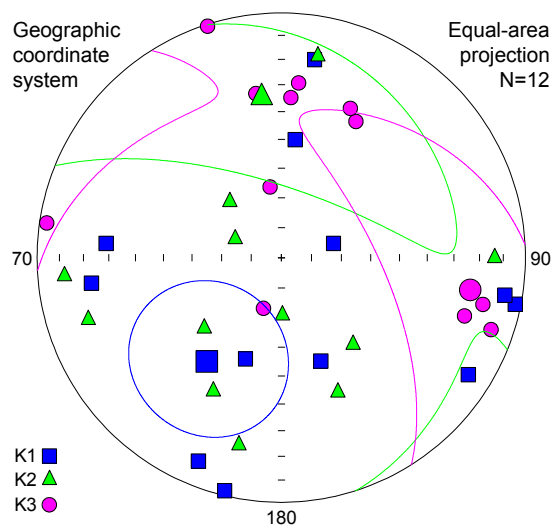 Geographic
coordinate
system
Equal-area
projection
N=12
70
90
180
K1
K2
K3